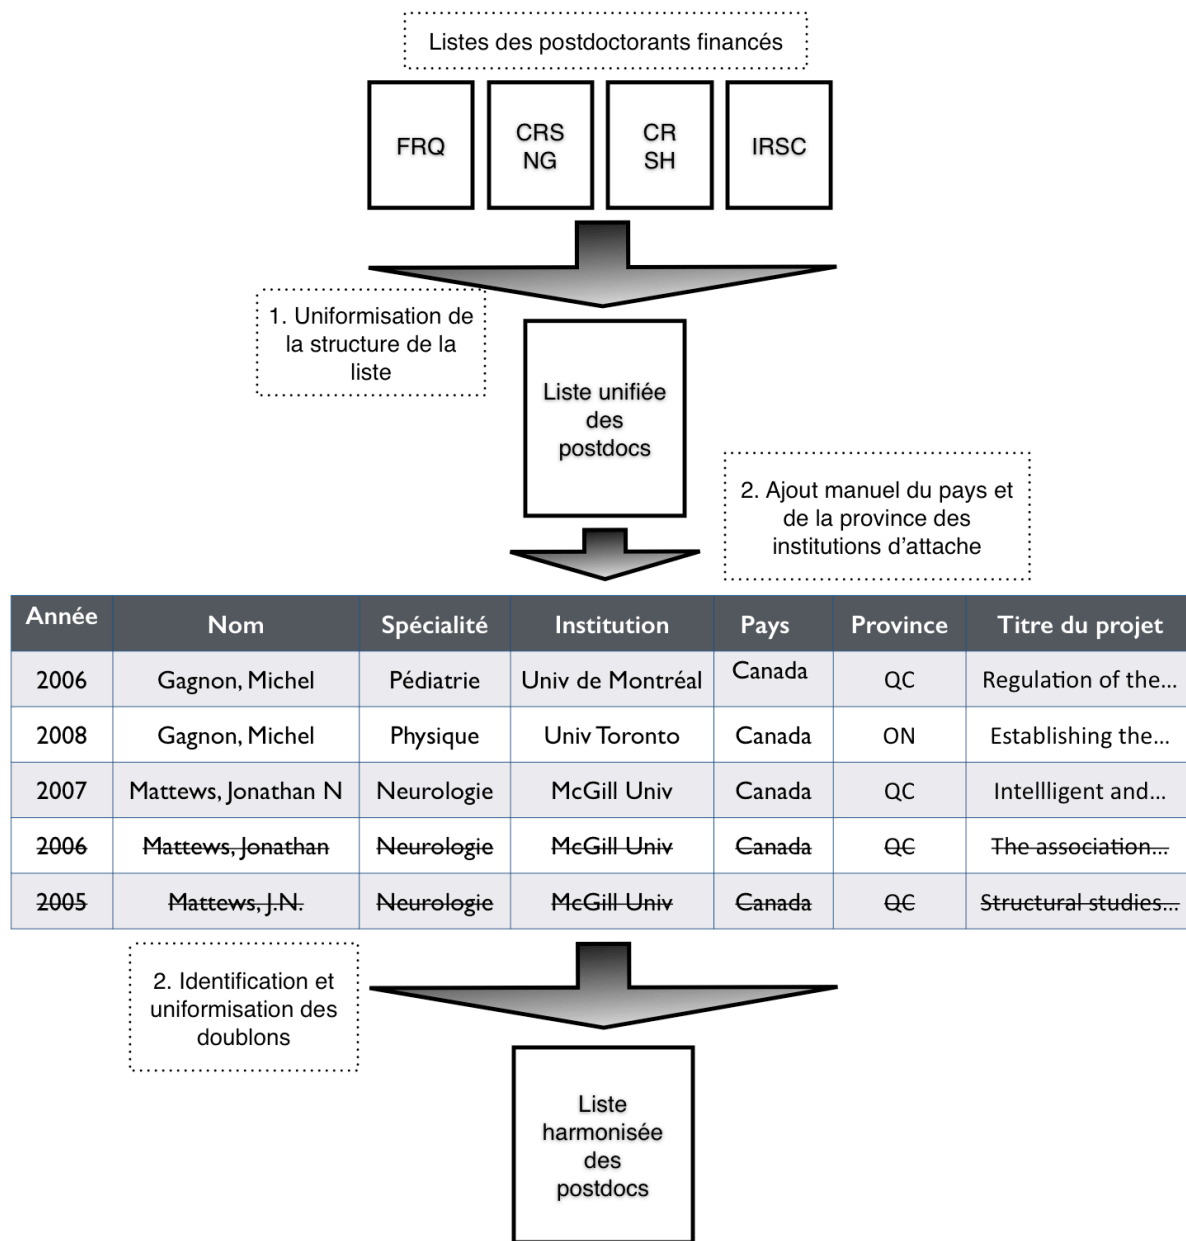 Listes des postdoctorants financés
FRQ
CRS
NG
CR
SH
IRSC
1. Uniformisation de
la structure de la
liste
Liste unifiée
des
postdocs
2. Ajout manuel du pays et
de la province des
institutions d'attache
Année Nom Spécialité Institution Pays Province Titre du projet
2006 Gagnon, Michel Pédiatrie Univ de Montréal Canada QC Regulation of the...
2008 Gagnon, Michel Physique Univ Toronto Canada ON Establishing the...
2007 Mattews, Jonathan N Neurologie McGill Univ Canada QC Intellligent and...
2006 Mattews, Jonathan Neurologie McGill Univ Canada QC The association...
2005 Mattews, J.N. Neurologie McGill Univ Canada QC Structural studies...
2. Identification et
uniformisation des
doublons
Liste
harmonisée
des
postdocs